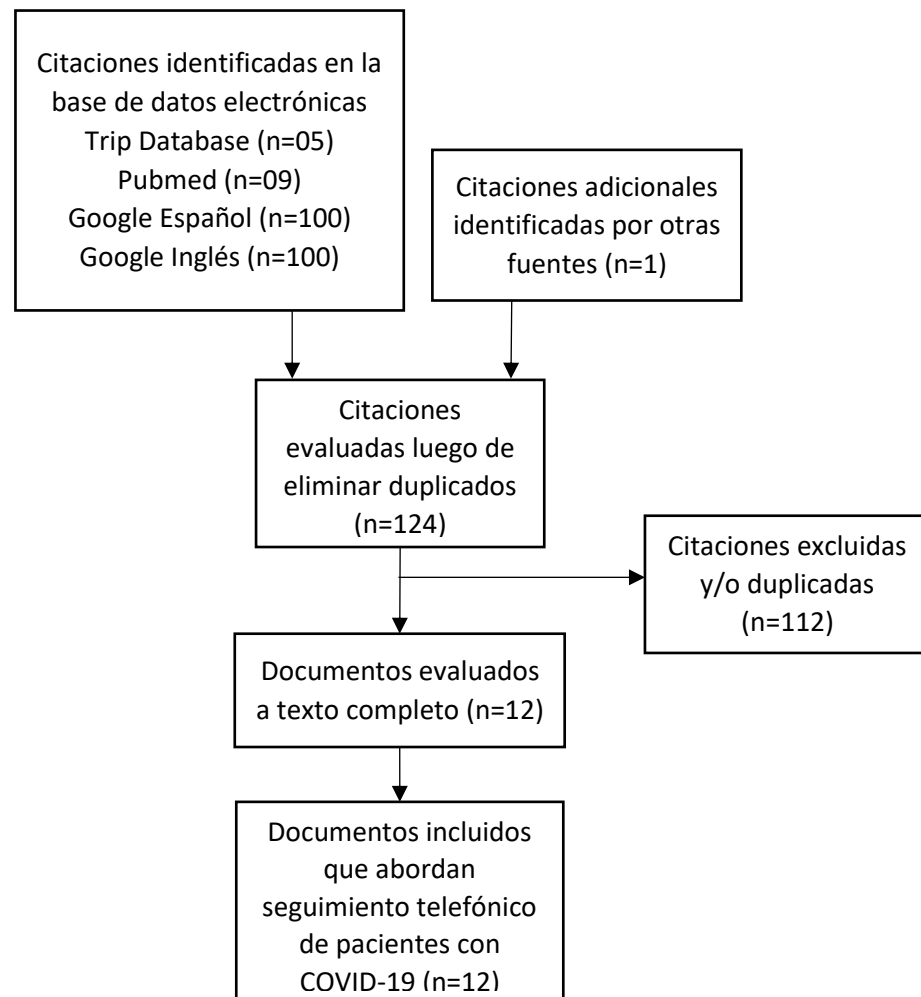 Citaciones identificadas en la
base de datos electrónicas
Trip Database (n=05)
Pubmed (n=09)
Google Español (n=100)
Google Inglés (n=100)
Citaciones adicionales
identificadas por otras
fuentes (n=1)
Citaciones
evaluadas luego de
eliminar duplicados
(n=124)
Citaciones excluidas
y/o duplicadas
(n=112)
Documentos evaluados
a texto completo (n=12)
Documentos incluidos
que abordan
seguimiento telefónico
de pacientes con
COVID-19 (n=12)